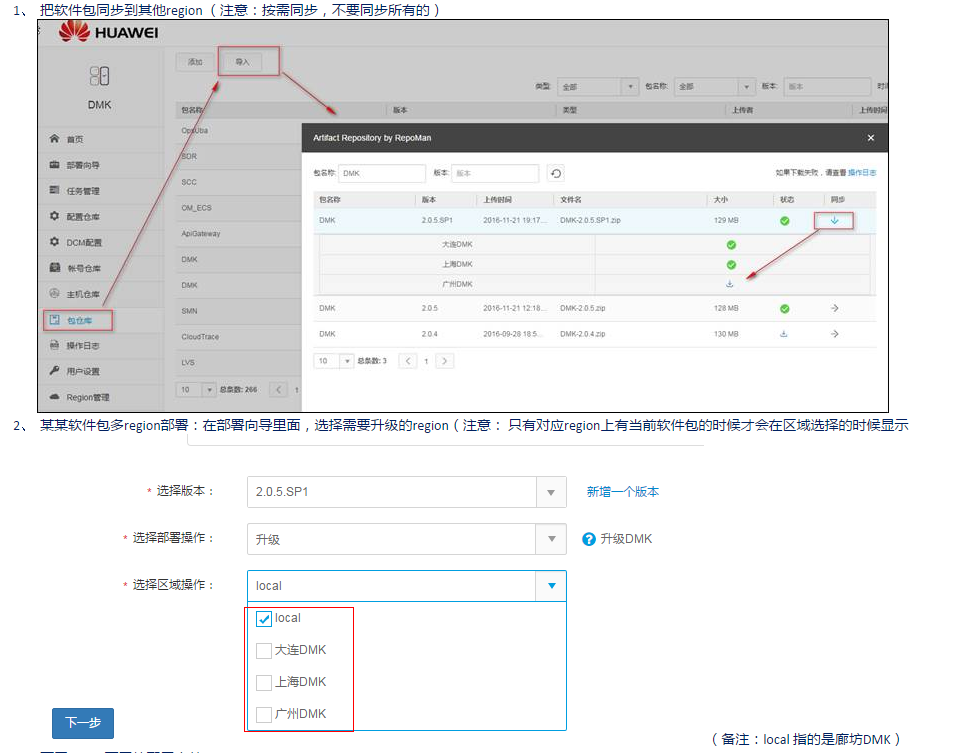 1、 把软件包同步到其他region（注意：按需同步，不要同步所有的）
HUAWEI
DMK
首页
部署向导
任务管理
配置仓库
DCM配置
帐号仓库
主机仓库
包仓库
操作日志
用户设置
Region管理
添加 导入
类型: 全部 包名称: 全部 版本: 版本
包名称 版本 类型 上传者 上传时间
OpsUba
SDR
SCC
OM_ECS
ApiGateway
DMK
DMK
SMN
CloudTrace
LVS
10 总条数: 266 < 1
Artifact Repository by RepoMan ×
包名称: DMK 版本: 版本 如果下载失败，请查看 操作日志
包名称 版本 上传时间 文件名 大小 状态 同步
DMK 2.0.5.SP1 2016-11-21 19:17... DMK-2.0.5.SP1.zip 129 MB
大连DMK
上海DMK
广州DMK
DMK 2.0.5 2016-11-21 12:18... DMK-2.0.5.zip 128 MB
DMK 2.0.4 2016-09-28 18:5... DMK-2.0.4.zip 130 MB
10 总条数: 3 < 1 >
2、 某某软件包多region部署：在部署向导里面，选择需要升级的region（注意： 只有对应region上有当前软件包的时候才会在区域选择的时候显示
* 选择版本： 2.0.5.SP1 新增一个版本
* 选择部署操作： 升级 ? 升级DMK
* 选择区域操作： local
local
大连DMK
上海DMK
广州DMK
下一步
（备注：local 指的是廊坊DMK）